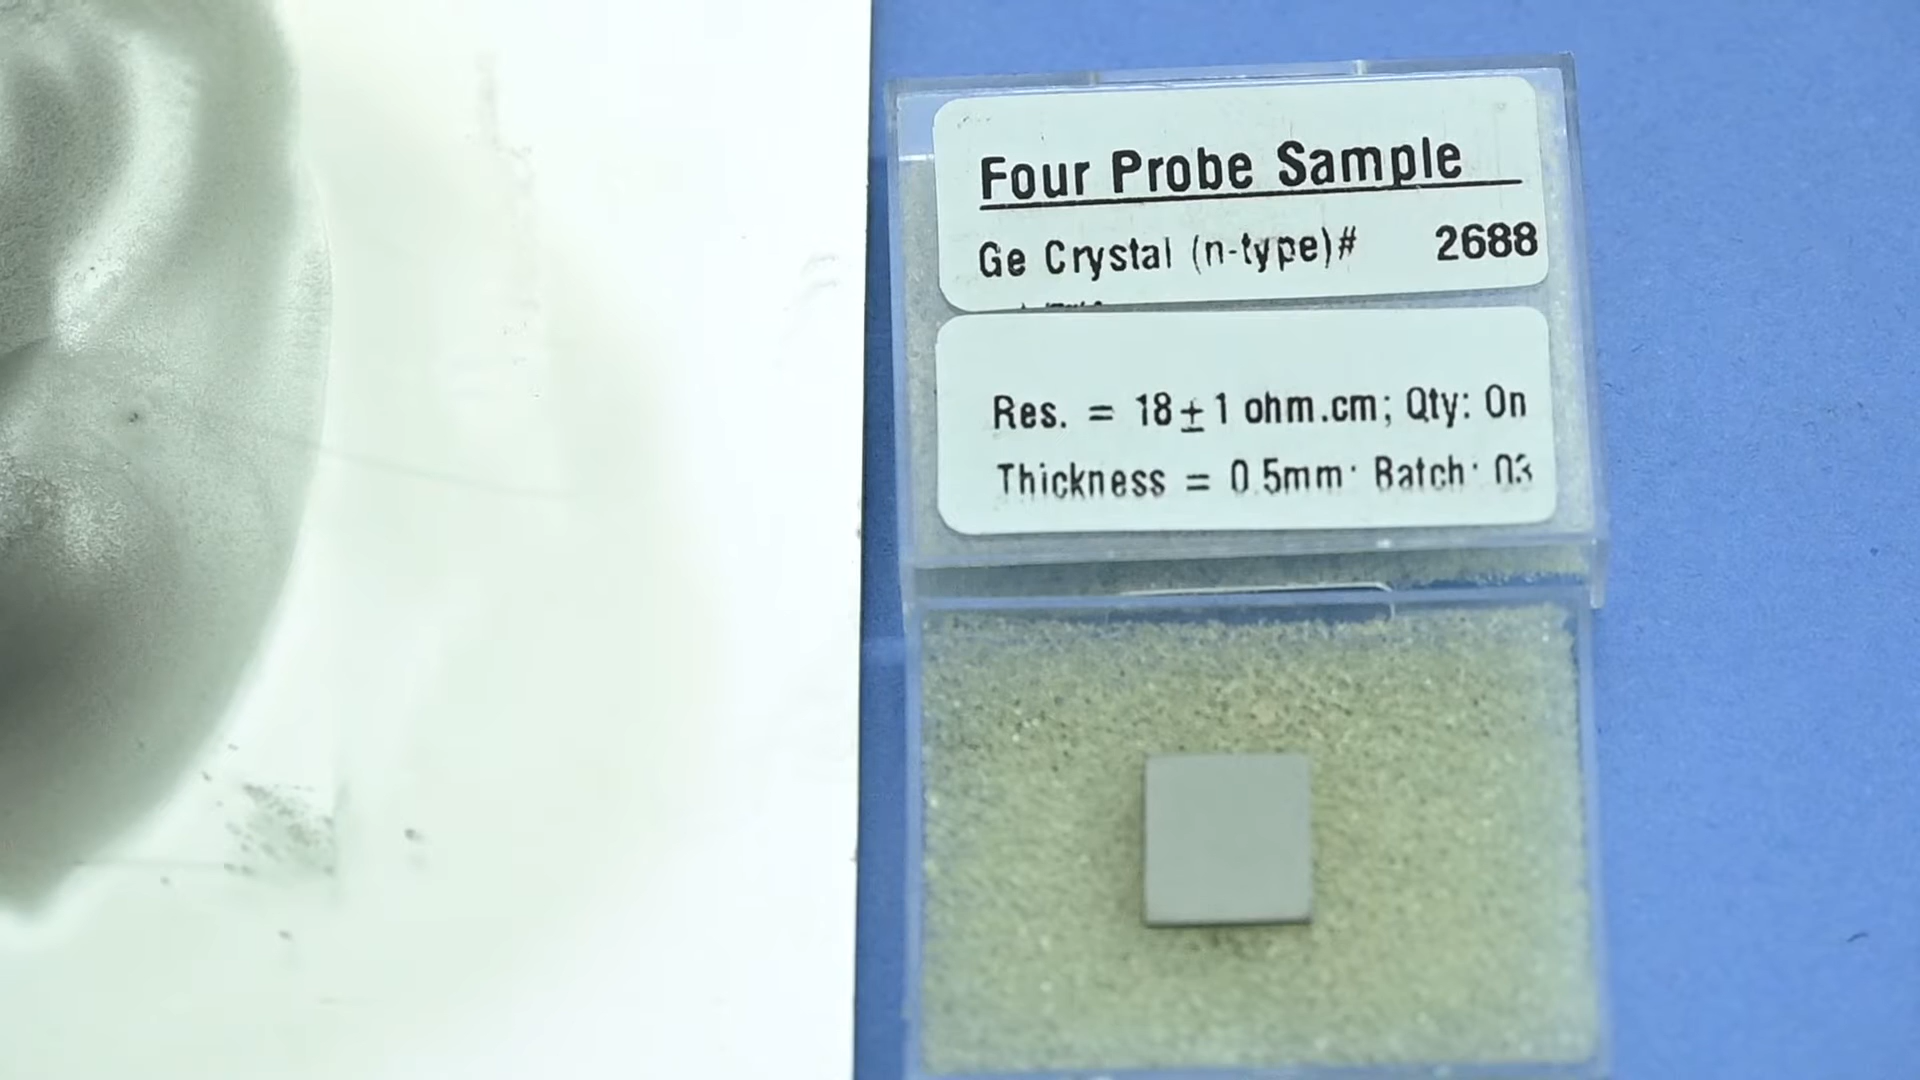 Four Probe Sample
Ge Crystal (n-type)# 2688
Res. = 18±1 ohm.cm; Qty: On
Thickness = 0.5mm; Batch: 03